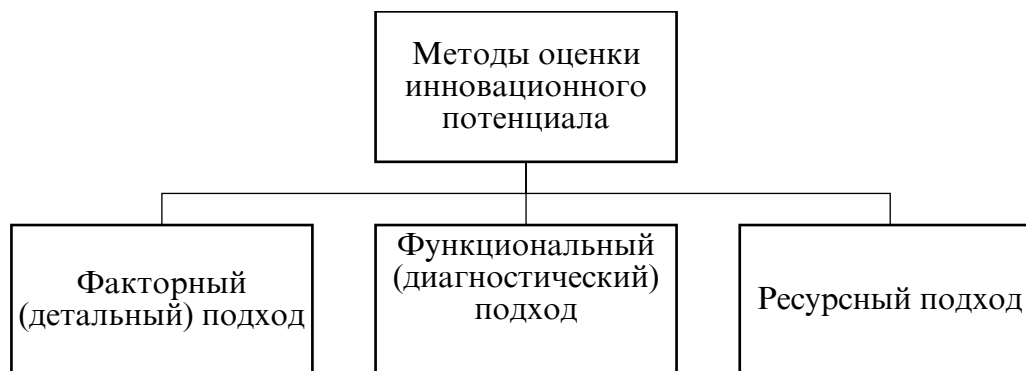 Методы оценки
инновационного
потенциала
Факторный
(детальный) подход
Функциональный
(диагностический)
подход
Ресурсный подход